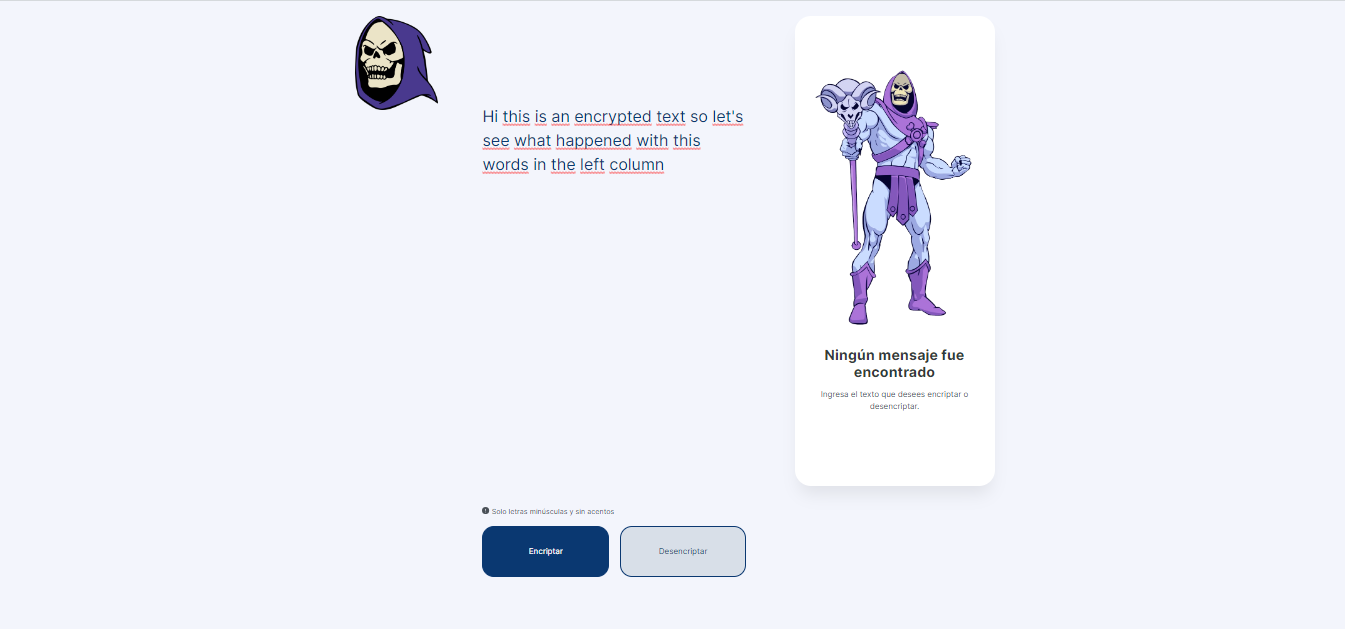 Hi this is an encrypted text so let's
see what happened with this
words in the left column
Ningún mensaje fue
encontrado
Ingresa el texto que desees encriptar o
desencriptar.
Solo letras minúsculas y sin acentos
Encriptar
Desencriptar